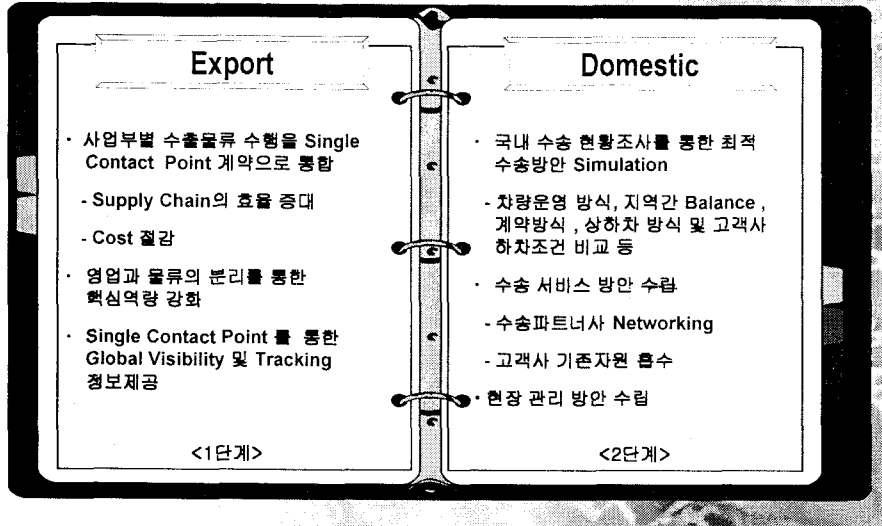 Export
· 사업부별 수출물류 수행을 Single
Contact Point 계약으로 통합
- Supply Chain의 효율 증대
- Cost 절감
· 영업과 물류의 분리를 통한
핵심역량 강화
· Single Contact Point 를 통한
Global Visibility 및 Tracking
정보제공
<1단계>
Domestic
· 국내 수송 현황조사를 통한 최적
수송방안 Simulation
- 차량운영 방식, 지역간 Balance ,
계약방식 , 상하차 방식 및 고객사
하차조건 비교 등
· 수송 서비스 방안 수립
- 수송파트너사 Networking
- 고객사 기존자원 흡수
· 현장 관리 방안 수립
<2단계>